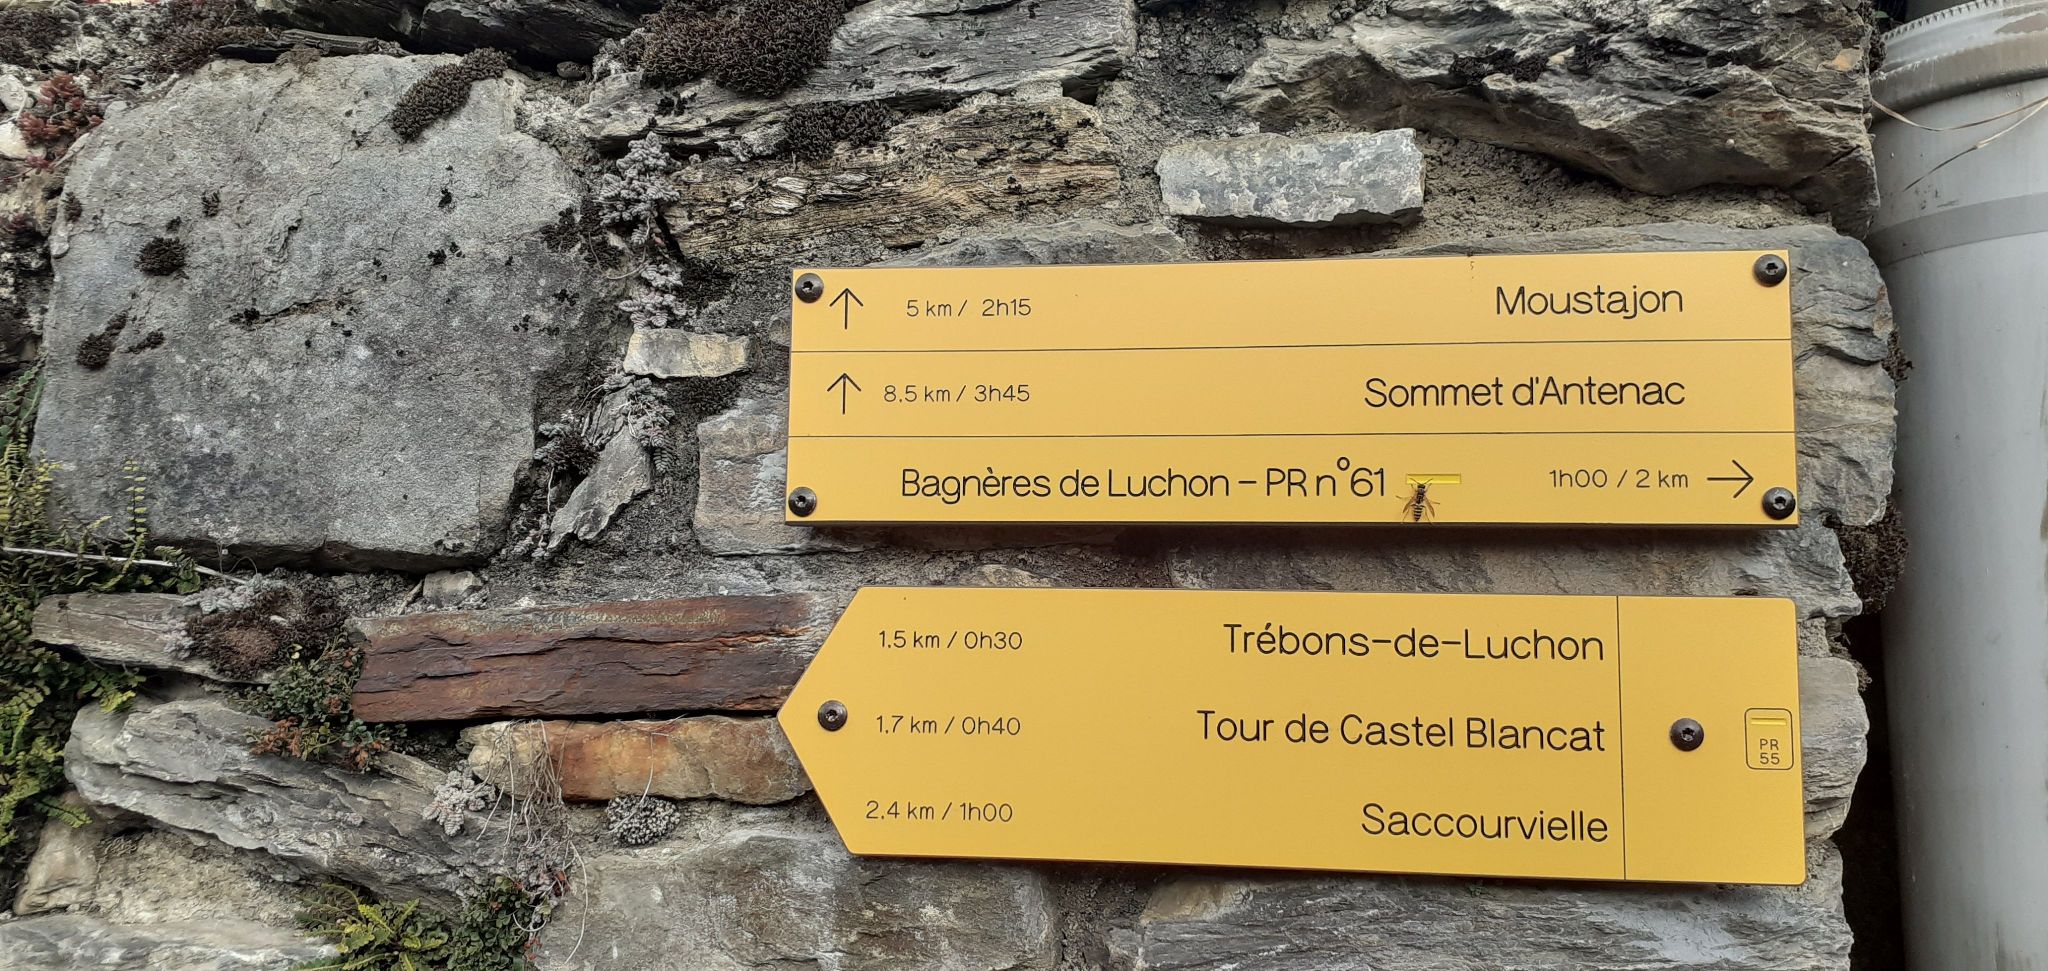 ↑ 5 km / 2h15 Moustajon
↑ 8.5 km / 3h45 Sommet d'Antenac
Bagnères de Luchon - PR n°61 1h00 / 2 km →
1.5 km / 0h30 Trébons-de-Luchon
1.7 km / 0h40 Tour de Castel Blancat
2.4 km / 1h00 Saccourvielle
PR
55